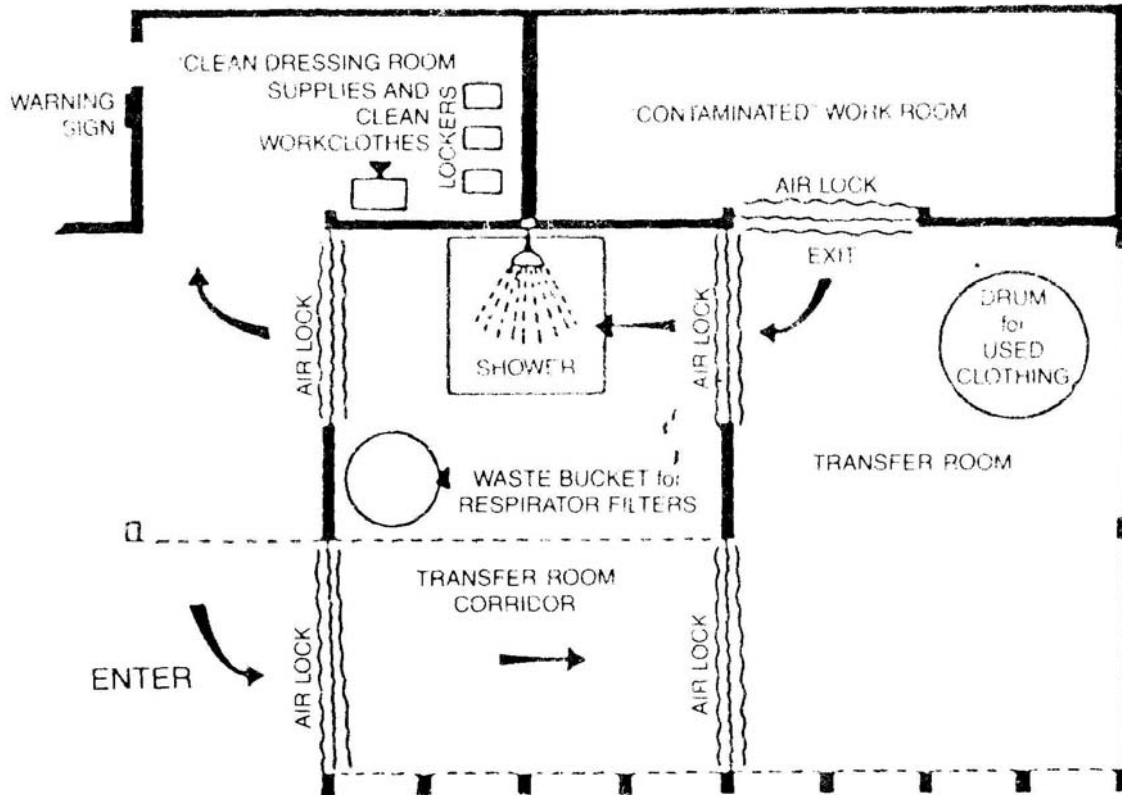 "CLEAN DRESSING ROOM
SUPPLIES AND
CLEAN
WORKCLOTHES
LOCKERS
WARNING
SIGN
"CONTAMINATED" WORK ROOM
AIR LOCK
EXIT
AIR LOCK
SHOWER
AIR LOCK
DRUM
for
USED
CLOTHING
WASTE BUCKET for
RESPIRATOR FILTERS
TRANSFER ROOM
TRANSFER ROOM
CORRIDOR
ENTER
AIR LOCK
AIR LOCK